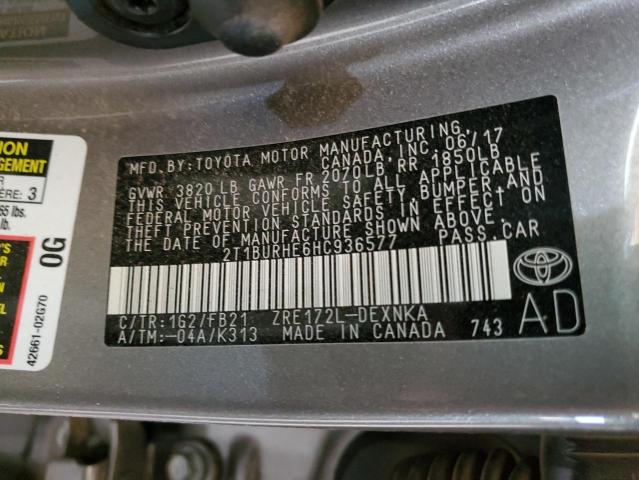 MFD.BY:TOYOTA MOTOR MANUFACTURING,
CANADA, INC. 06/17
GVWR 3820 LB GAWR FR 2070LB RR 1850LB
THIS VEHICLE CONFORMS TO ALL APPLICABLE
FEDERAL MOTOR VEHICLE SAFETY, BUMPER, AND
THEFT PREVENTION STANDARDS IN EFFECT ON
THE DATE OF MANUFACTURE SHOWN ABOVE.
2T1BURHE6HC936577 PASS.CAR
C/TR:1G2/FB21 ZRE172L-DEXNKA
A/TM:-04A/K313 MADE IN CANADA 743
AD
0G
42661-02G70
3
lb.